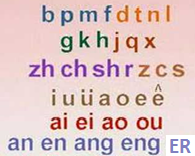 b p m f d t n l
g k h j q x
zh ch sh r z c s
i u ü a o e ê
ai ei ao ou
an en ang eng ER